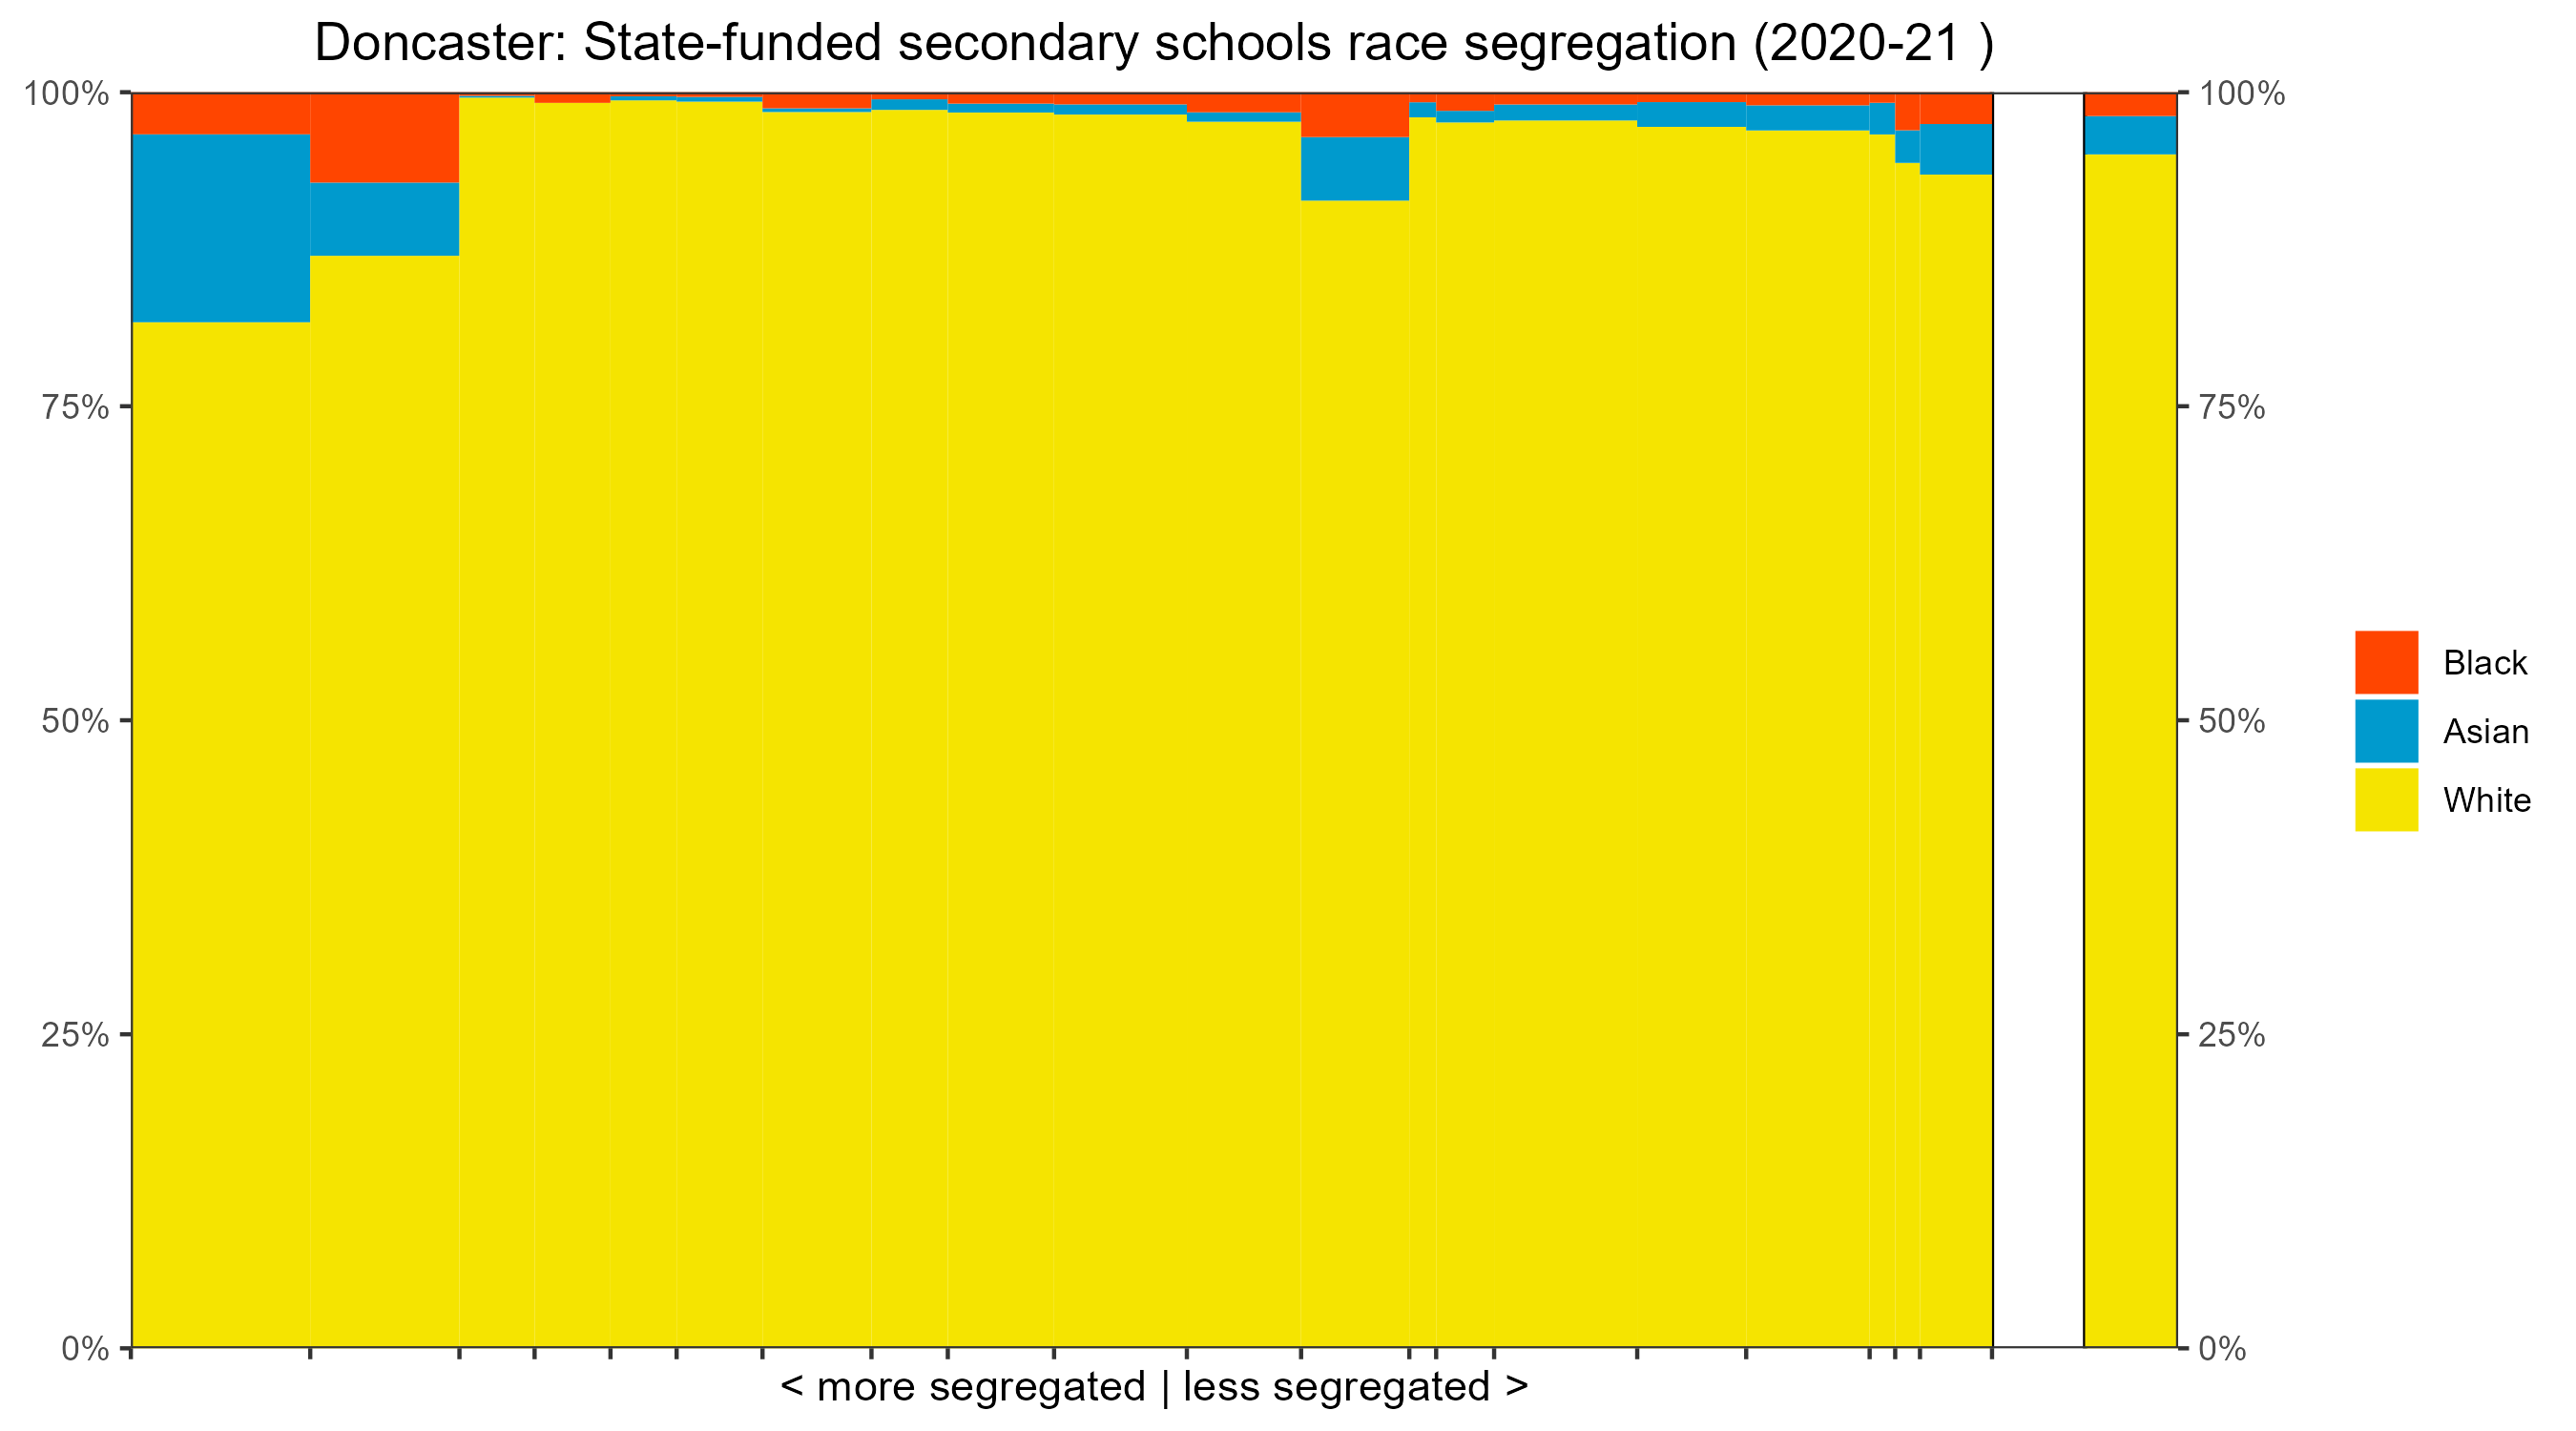 Doncaster: State-funded secondary schools race segregation (2020-21 )
100%
75%
50%
25%
0%
100%
75%
50%
25%
0%
Black
Asian
White
< more segregated | less segregated >